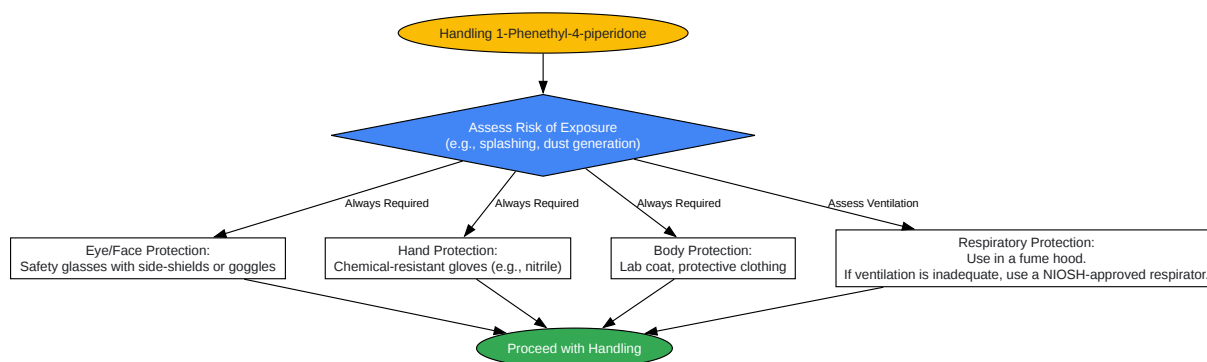 Handling 1-Phenethyl-4-piperidone
Assess Risk of Exposure
(e.g., splashing, dust generation)
Always Required
Always Required
Always Required
Assess Ventilation
Eye/Face Protection:
Safety glasses with side-shields or goggles
Hand Protection:
Chemical-resistant gloves (e.g., nitrile)
Body Protection:
Lab coat, protective clothing
Respiratory Protection:
Use in a fume hood.
If ventilation is inadequate, use a NIOSH-approved respirator.
Proceed with Handling